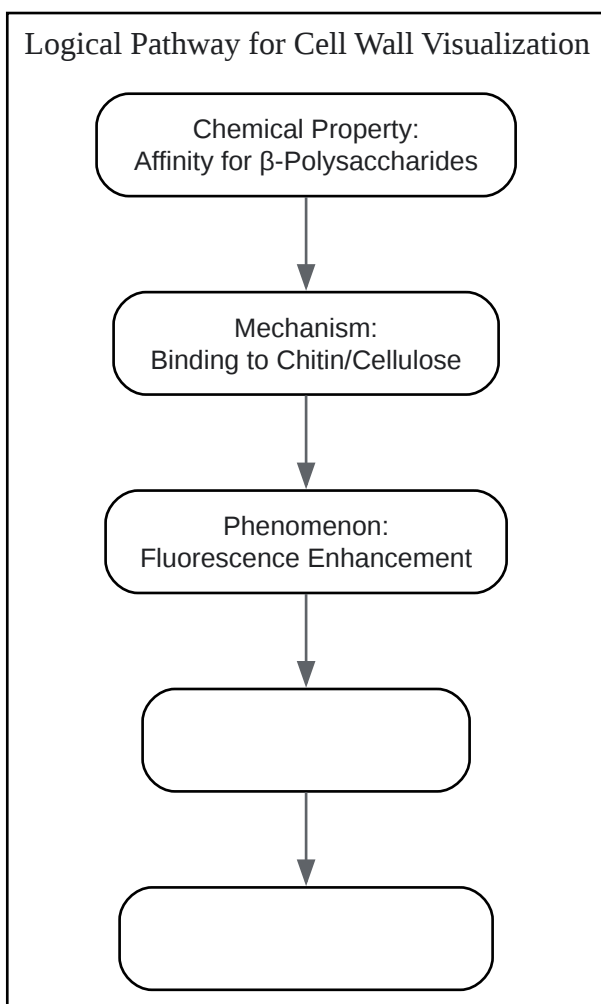 Logical Pathway for Cell Wall Visualization
Chemical Property:
Affinity for β-Polysaccharides
Mechanism:
Binding to Chitin/Cellulose
Phenomenon:
Fluorescence Enhancement